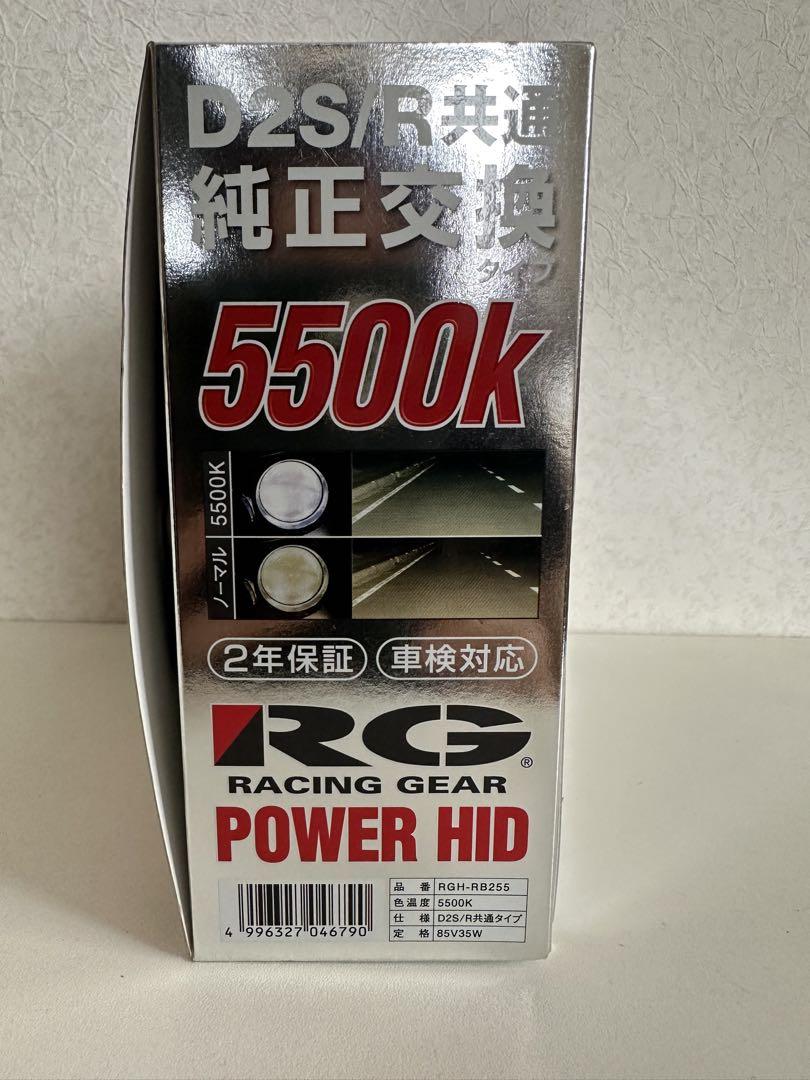 D2S/R共通
純正交換
タイプ
5500k
5500K
ノーマル
2年保証
車検対応
RG®
RACING GEAR
POWER HID
4 996327 046790
品番 RGH-RB255
色温度 5500K
仕様 D2S/R共通タイプ
定格 85V35W